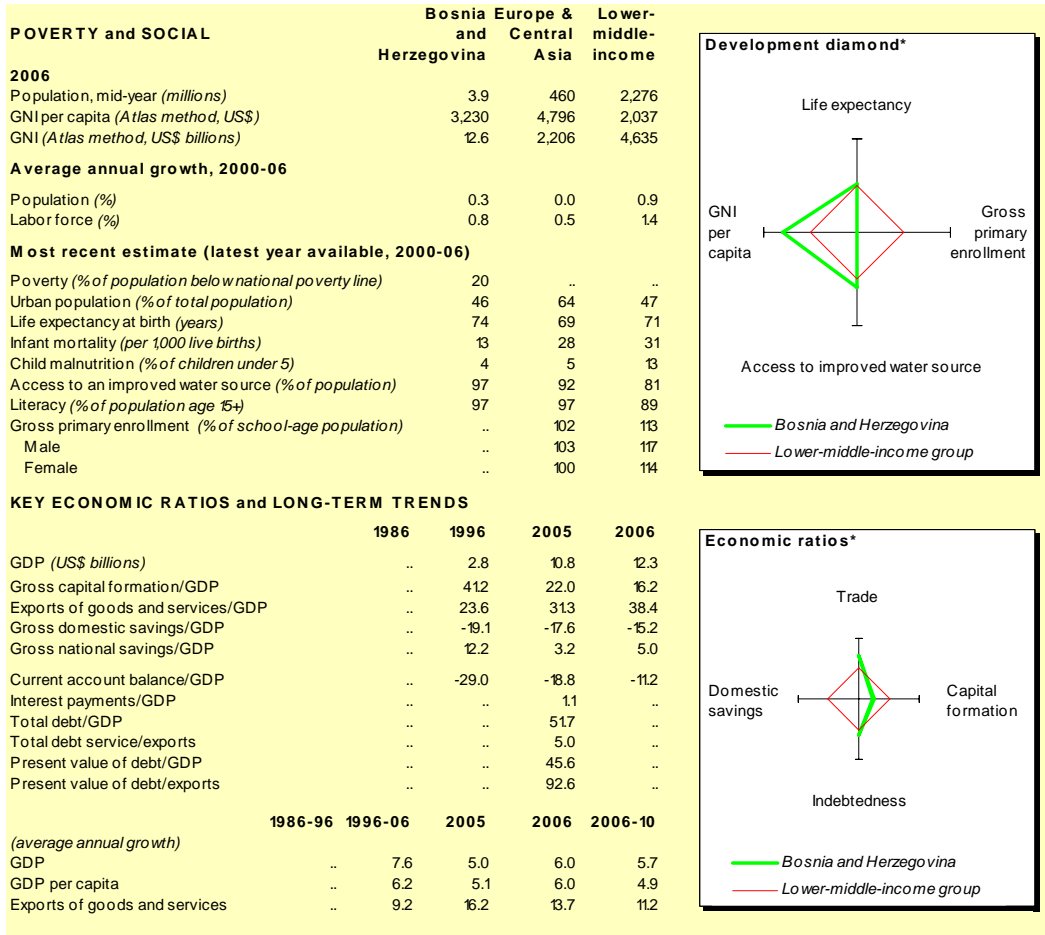 POVERTY and SOCIAL Bosnia and Herzegovina Europe & Central Asia Lower-middle-income
2006
Population, mid-year (millions) 3.9 460 2,276
GNI per capita (Atlas method, US$) 3,230 4,796 2,037
GNI (Atlas method, US$ billions) 12.6 2,206 4,635
Average annual growth, 2000-06
Population (%) 0.3 0.0 0.9
Labor force (%) 0.8 0.5 1.4
Most recent estimate (latest year available, 2000-06)
Poverty (% of population below national poverty line) 20 .. ..
Urban population (% of total population) 46 64 47
Life expectancy at birth (years) 74 69 71
Infant mortality (per 1,000 live births) 13 28 31
Child malnutrition (% of children under 5) 4 5 13
Access to an improved water source (% of population) 97 92 81
Literacy (% of population age 15+) 97 97 89
Gross primary enrollment (% of school-age population) .. 102 113
Male .. 103 117
Female .. 100 114
KEY ECONOMIC RATIOS and LONG-TERM TRENDS
1986 1996 2005 2006
GDP (US$ billions) .. 2.8 10.8 12.3
Gross capital formation/GDP .. 41.2 22.0 16.2
Exports of goods and services/GDP .. 23.6 31.3 38.4
Gross domestic savings/GDP .. -19.1 -17.6 -15.2
Gross national savings/GDP .. 12.2 3.2 5.0
Current account balance/GDP .. -29.0 -18.8 -11.2
Interest payments/GDP .. .. 1.1 ..
Total debt/GDP .. .. 51.7 ..
Total debt service/exports .. .. 5.0 ..
Present value of debt/GDP .. .. 45.6 ..
Present value of debt/exports .. .. 92.6 ..
1986-96 1996-06 2005 2006 2006-10
(average annual growth)
GDP .. 7.6 5.0 6.0 5.7
GDP per capita .. 6.2 5.1 6.0 4.9
Exports of goods and services .. 9.2 16.2 13.7 11.2
Development diamond*
Life expectancy
GNI
per
capita
Gross
primary
enrollment
Access to improved water source
Bosnia and Herzegovina
Lower-middle-income group
Economic ratios*
Trade
Domestic
savings
Capital
formation
Indebtedness
Bosnia and Herzegovina
Lower-middle-income group